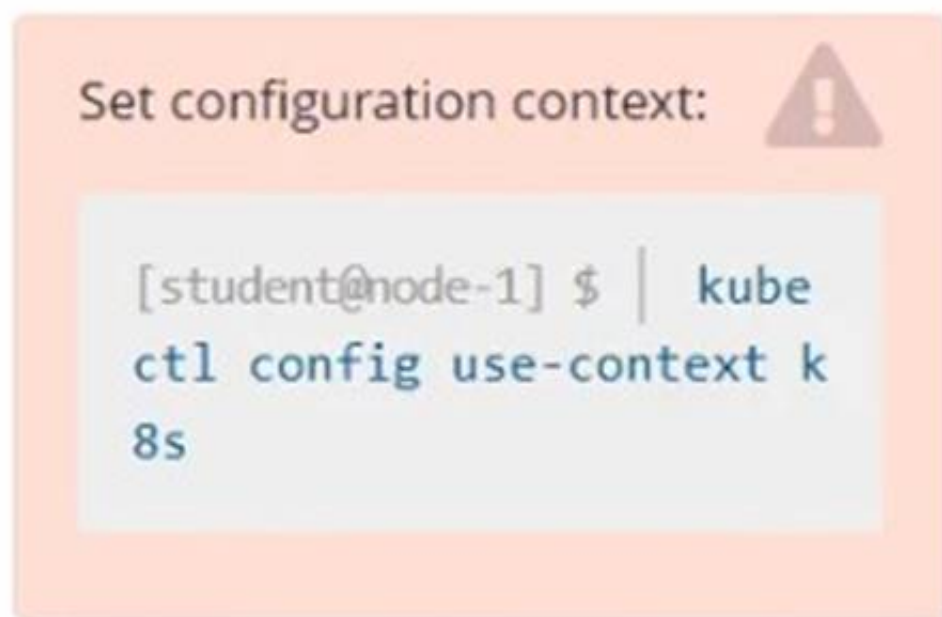 Set configuration context:
[student@node-1] $ | kube
ctl config use-context k
8s